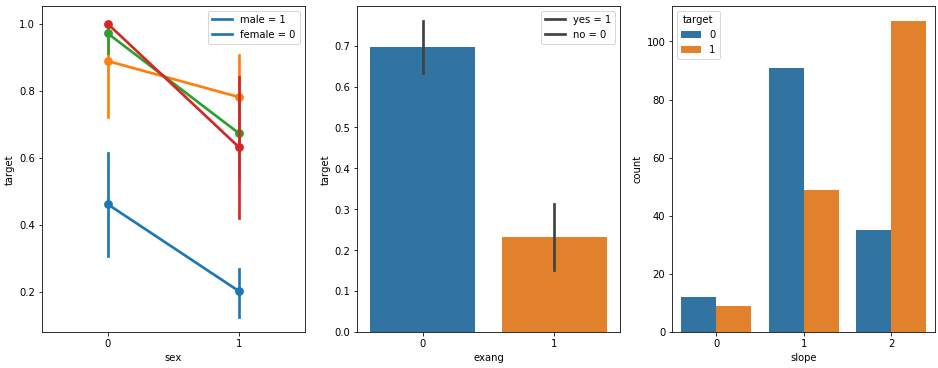 1.0
0.8
0.6
0.4
0.2
target
0
1
sex
male = 1
female = 0
0.7
0.6
0.5
0.4
0.3
0.2
0.1
0.0
target
0
1
exang
yes = 1
no = 0
100
80
60
40
20
0
count
0
1
2
slope
target
0
1